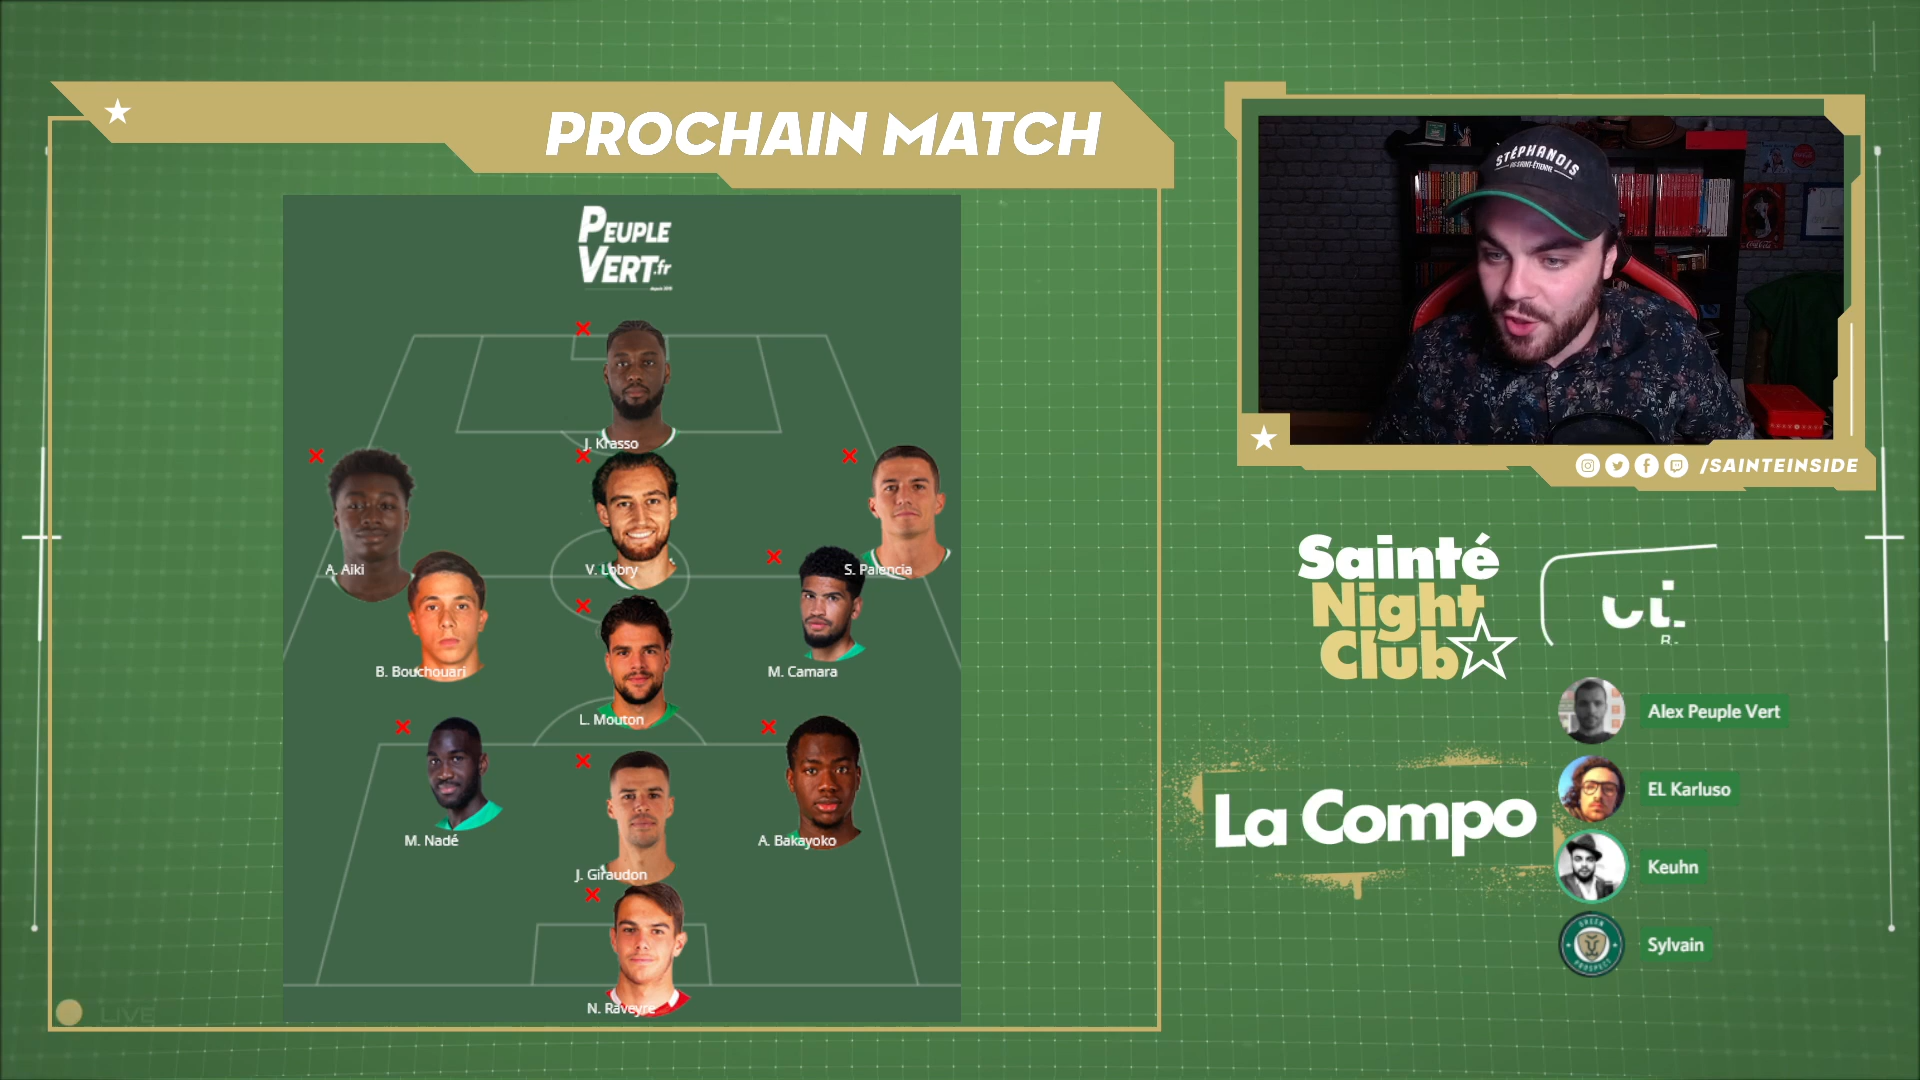 PROCHAIN MATCH
PEUPLE
VERT.fr
J. Krasso
A. Aiki
V. Lobry
S. Palencia
B. Bouchouari
M. Camara
L. Mouton
M. Nadé
A. Bakayoko
J. Giraudon
N. Raveyre
LIVE
STÉPHANOIS
/SAINTEINSIDE
Sainté
Night
Club
La Compo
Alex Peuple Vert
EL Karluso
Keuhn
Sylvain